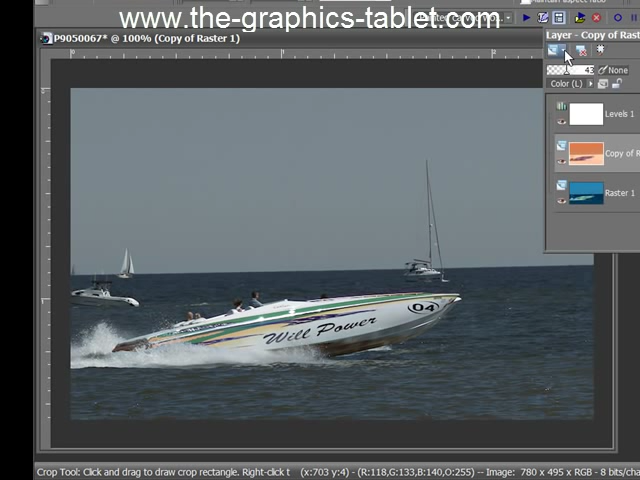 www.the-graphics-tablet.com
P9050067* @ 100% (Copy of Raster 1)
Layer - Copy of Rast
43
None
Color (L)
Levels 1
Copy of R
Raster 1
04
Will Power
Crop Tool: Click and drag to draw crop rectangle. Right-click t (x:703 y:4) - (R:118,G:133,B:140,O:255) -- Image: 780 x 495 x RGB - 8 bits/cha